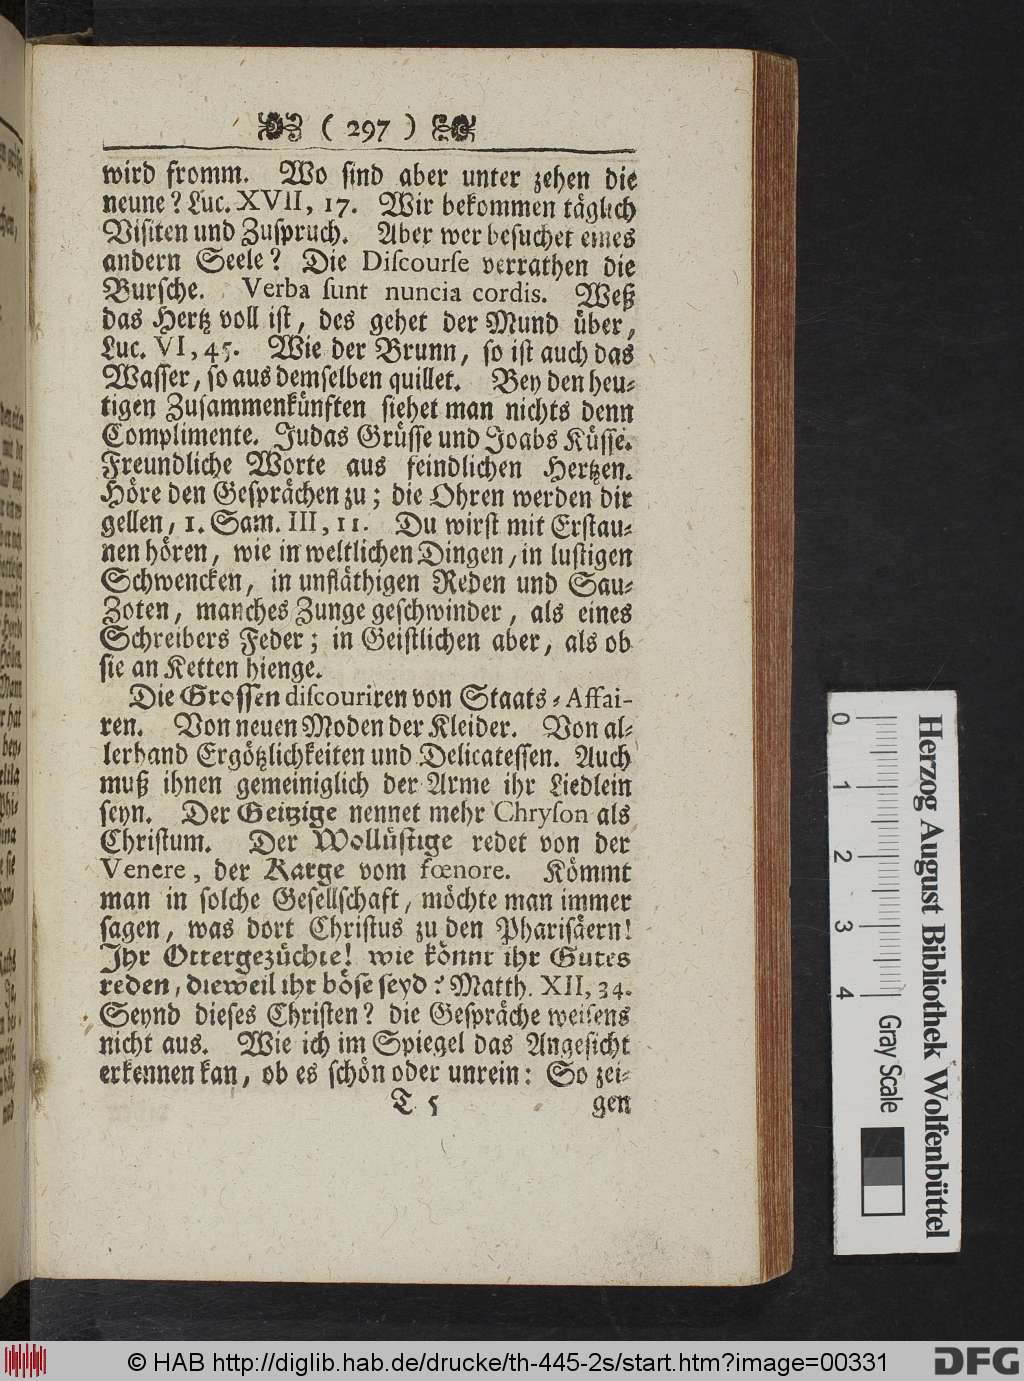 ( 297 )
wird fromm. Wo sind aber unter zehen die
neune? Luc. XVII, 17. Wir bekommen täglich
Visiten und Zuspruch. Aber wer besuchet eines
andern Seele? Die Discourse verrathen die
Bursche. Verba sunt nuncia cordis. Weß
das Hertz voll ist, des gehet der Mund über,
Luc. VI, 45. Wie der Brunn, so ist auch das
Wasser, so aus demselben quillet. Bey den heu-
tigen Zusammenkünften siehet man nichts denn
Complimente. Judas Grüsse und Joabs Küsse.
Freundliche Worte aus feindlichen Hertzen.
Höre den Gesprächen zu; die Ohren werden dir
gellen, 1. Sam. III, 11. Du wirst mit Erstau-
nen hören, wie in weltlichen Dingen, in lustigen
Schwencken, in unfläthigen Reden und Sau-
Zoten, manches Zunge geschwinder, als eines
Schreibers Feder; in Geistlichen aber, als ob
sie an Ketten hienge.
Die Grossen discouriren von Staats-Affai-
ren. Von neuen Moden der Kleider. Von al-
lerhand Ergötzlichkeiten und Delicatessen. Auch
muß ihnen gemeiniglich der Arme ihr Liedlein
seyn. Der Geitzige nennet mehr Chryson als
Christum. Der Wollüstige redet von der
Venere, der Karge vom fœnore. Kömmt
man in solche Gesellschaft, möchte man immer
sagen, was dort Christus zu den Pharisäern!
Ihr Ottergezüchte! wie könnt ihr Gutes
reden, dieweil ihr böse seyd? Matth. XII, 34.
Seynd dieses Christen? die Gespräche weisens
nicht aus. Wie ich im Spiegel das Angesicht
erkennen kan, ob es schön oder unrein: So zei-
T 5 gen
0 1 2 3 4 Gray Scale
Herzog August Bibliothek Wolfenbüttel
© HAB http://diglib.hab.de/drucke/th-445-2s/start.htm?image=00331
DFG